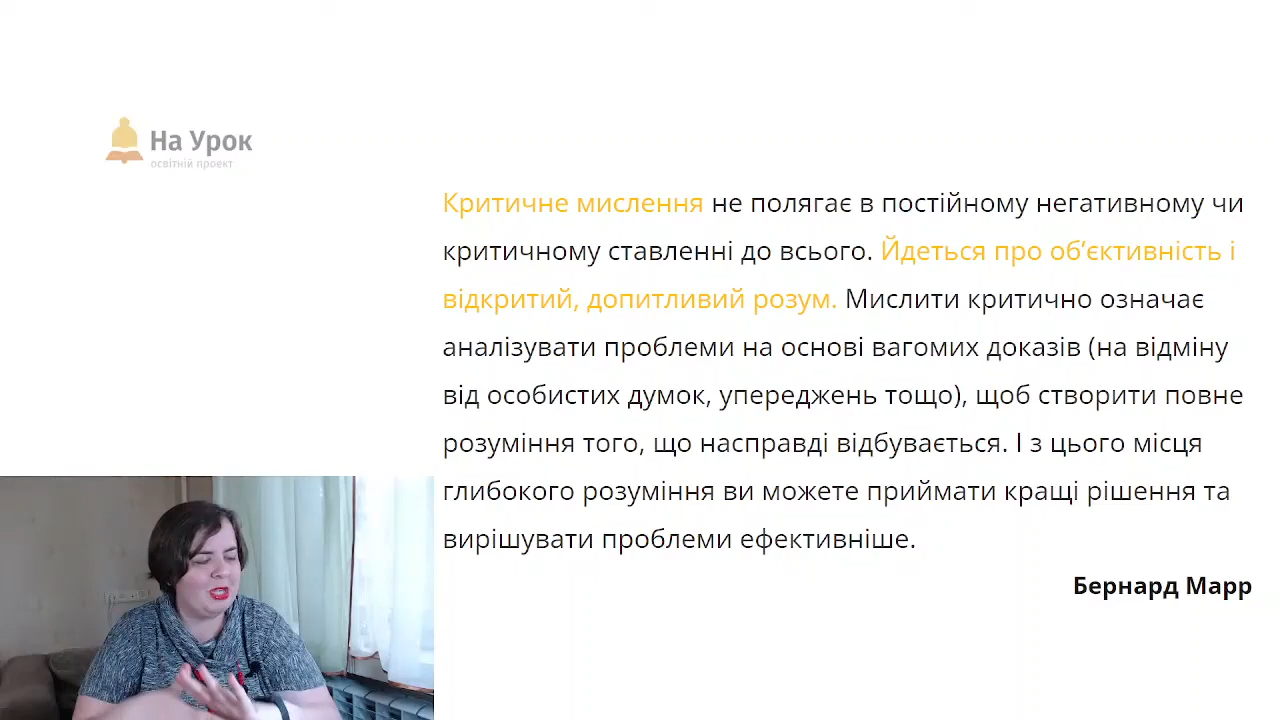 На Урок
освітній проект
Критичне мислення не полягає в постійному негативному чи
критичному ставленні до всього. Йдеться про об‘єктивність і
відкритий, допитливий розум. Мислити критично означає
аналізувати проблеми на основі вагомих доказів (на відміну
від особистих думок, упереджень тощо), щоб створити повне
розуміння того, що насправді відбувається. І з цього місця
глибокого розуміння ви можете приймати кращі рішення та
вирішувати проблеми ефективніше.
Бернард Марр